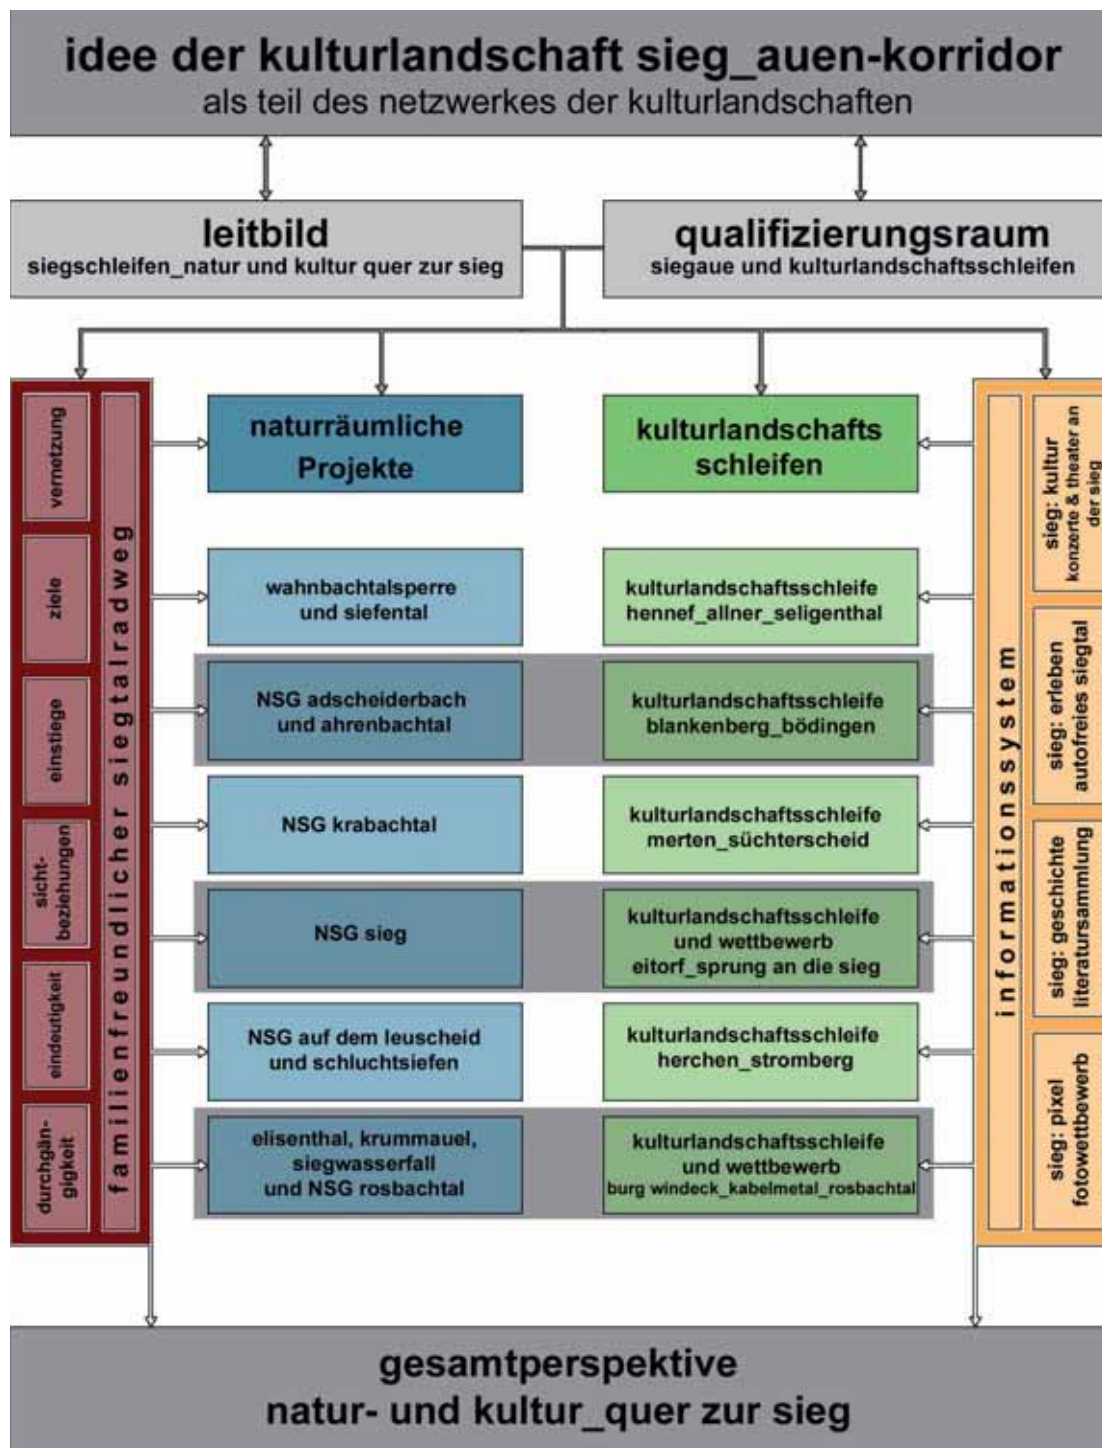 idee der kulturlandschaft sieg_auen-korridor
als teil des netzwerkes der kulturlandschaften
leitbild
siegschleifen_natur und kultur quer zur sieg
qualifizierungsraum
siegaue und kulturlandschaftsschleifen
vernetzung
ziele
einstiege
sicht-
beziehungen
eindeutigkeit
durchgän-
gigkeit
familienfreundlicher siegtalradweg
naturräumliche
Projekte
wahnbachtalsperre
und siefental
NSG adscheiderbach
und ahrenbachtal
NSG krabachtal
NSG sieg
NSG auf dem leuscheid
und schluchtsiefen
elisenthal, krummauel,
siegwasserfall
und NSG rosbachtal
kulturlandschafts
schleifen
kulturlandschaftsschleife
hennef_allner_seligenthal
kulturlandschaftsschleife
blankenberg_bödingen
kulturlandschaftsschleife
merten_süchterscheid
kulturlandschaftsschleife
und wettbewerb
eitorf_sprung an die sieg
kulturlandschaftsschleife
herchen_stromberg
kulturlandschaftsschleife
und wettbewerb
burg windeck_kabelmetal_rosbachtal
informationssystem
sieg: kultur
konzerte & theater an
der sieg
sieg: erleben
autofreies siegtal
sieg: geschichte
literatursammlung
sieg: pixel
fotowettbewerb
gesamtperspektive
natur- und kultur_quer zur sieg